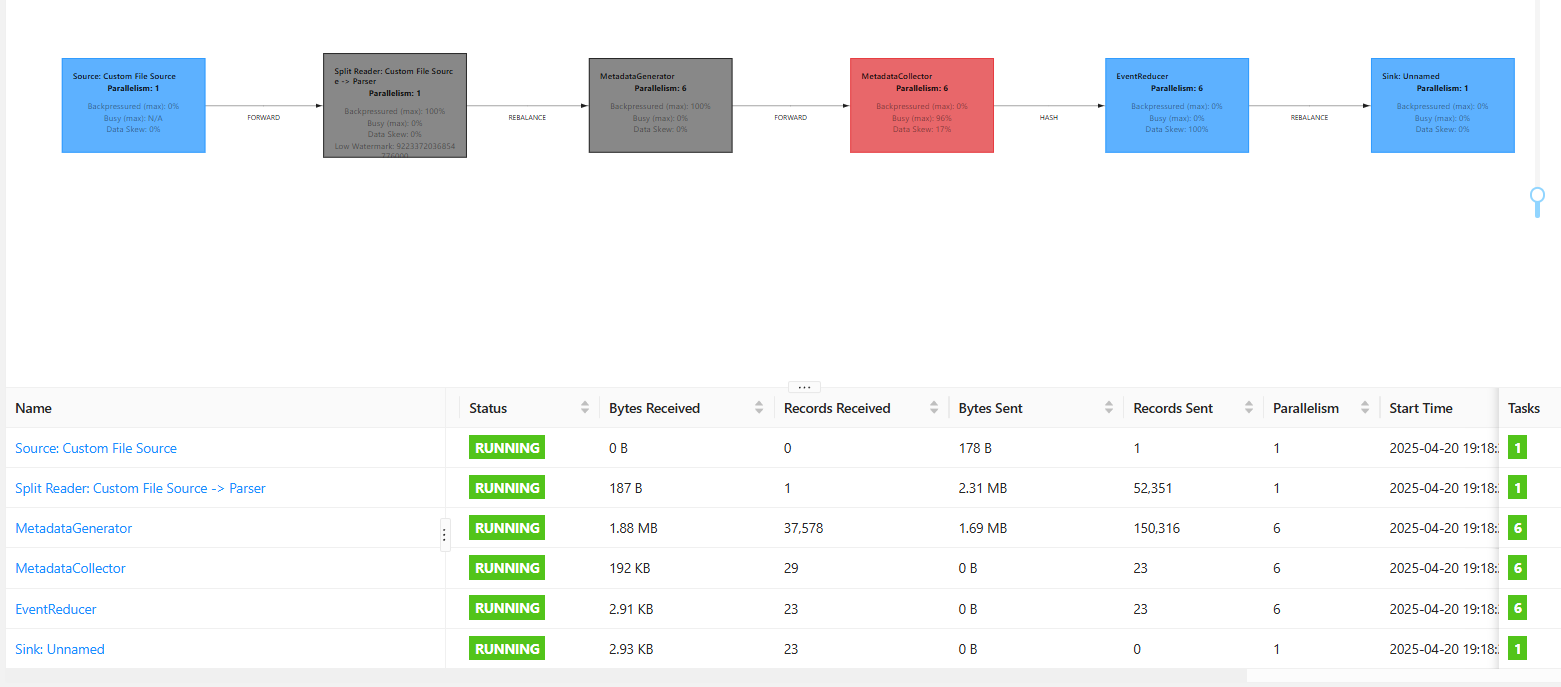 Source: Custom File Source
Parallelism: 1
Backpressured (max): 0%
Busy (max): N/A
Data Skew: 0%
FORWARD
Split Reader: Custom File Sourc
e -> Parser
Parallelism: 1
Backpressured (max): 100%
Busy (max): 0%
Data Skew: 0%
Low Watermark: 9223372036854
776000
REBALANCE
MetadataGenerator
Parallelism: 6
Backpressured (max): 100%
Busy (max): 0%
Data Skew: 0%
FORWARD
MetadataCollector
Parallelism: 6
Backpressured (max): 0%
Busy (max): 96%
Data Skew: 17%
HASH
EventReducer
Parallelism: 6
Backpressured (max): 0%
Busy (max): 0%
Data Skew: 100%
REBALANCE
Sink: Unnamed
Parallelism: 1
Backpressured (max): 0%
Busy (max): 0%
Data Skew: 0%
Name Status Bytes Received Records Received Bytes Sent Records Sent Parallelism Start Time Tasks
Source: Custom File Source RUNNING 0 B 0 178 B 1 1 2025-04-20 19:18: 1
Split Reader: Custom File Source -> Parser RUNNING 187 B 1 2.31 MB 52,351 1 2025-04-20 19:18: 1
MetadataGenerator RUNNING 1.88 MB 37,578 1.69 MB 150,316 6 2025-04-20 19:18: 6
MetadataCollector RUNNING 192 KB 29 0 B 23 6 2025-04-20 19:18: 6
EventReducer RUNNING 2.91 KB 23 0 B 23 6 2025-04-20 19:18: 6
Sink: Unnamed RUNNING 2.93 KB 23 0 B 0 1 2025-04-20 19:18: 1